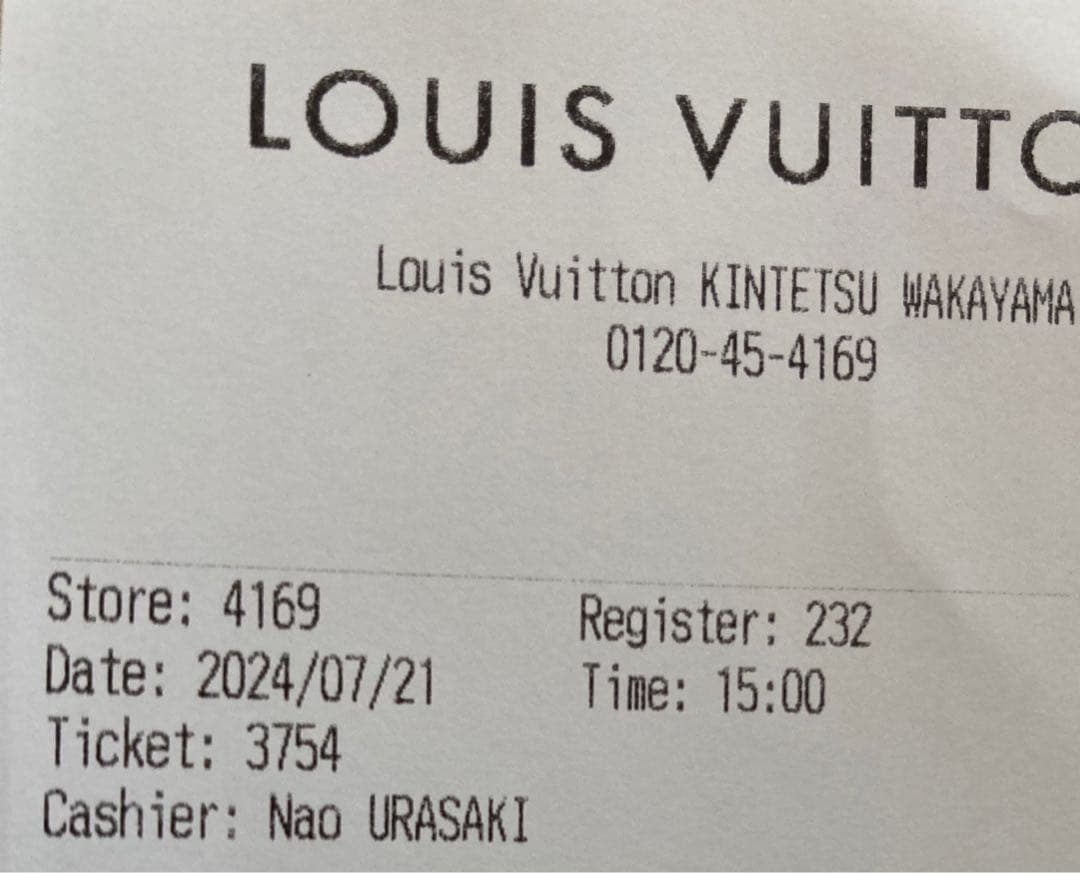 LOUIS VUITTO
Louis Vuitton KINTETSU WAKAYAMA
0120-45-4169
Store: 4169 Register: 232
Date: 2024/07/21 Time: 15:00
Ticket: 3754
Cashier: Nao URASAKI